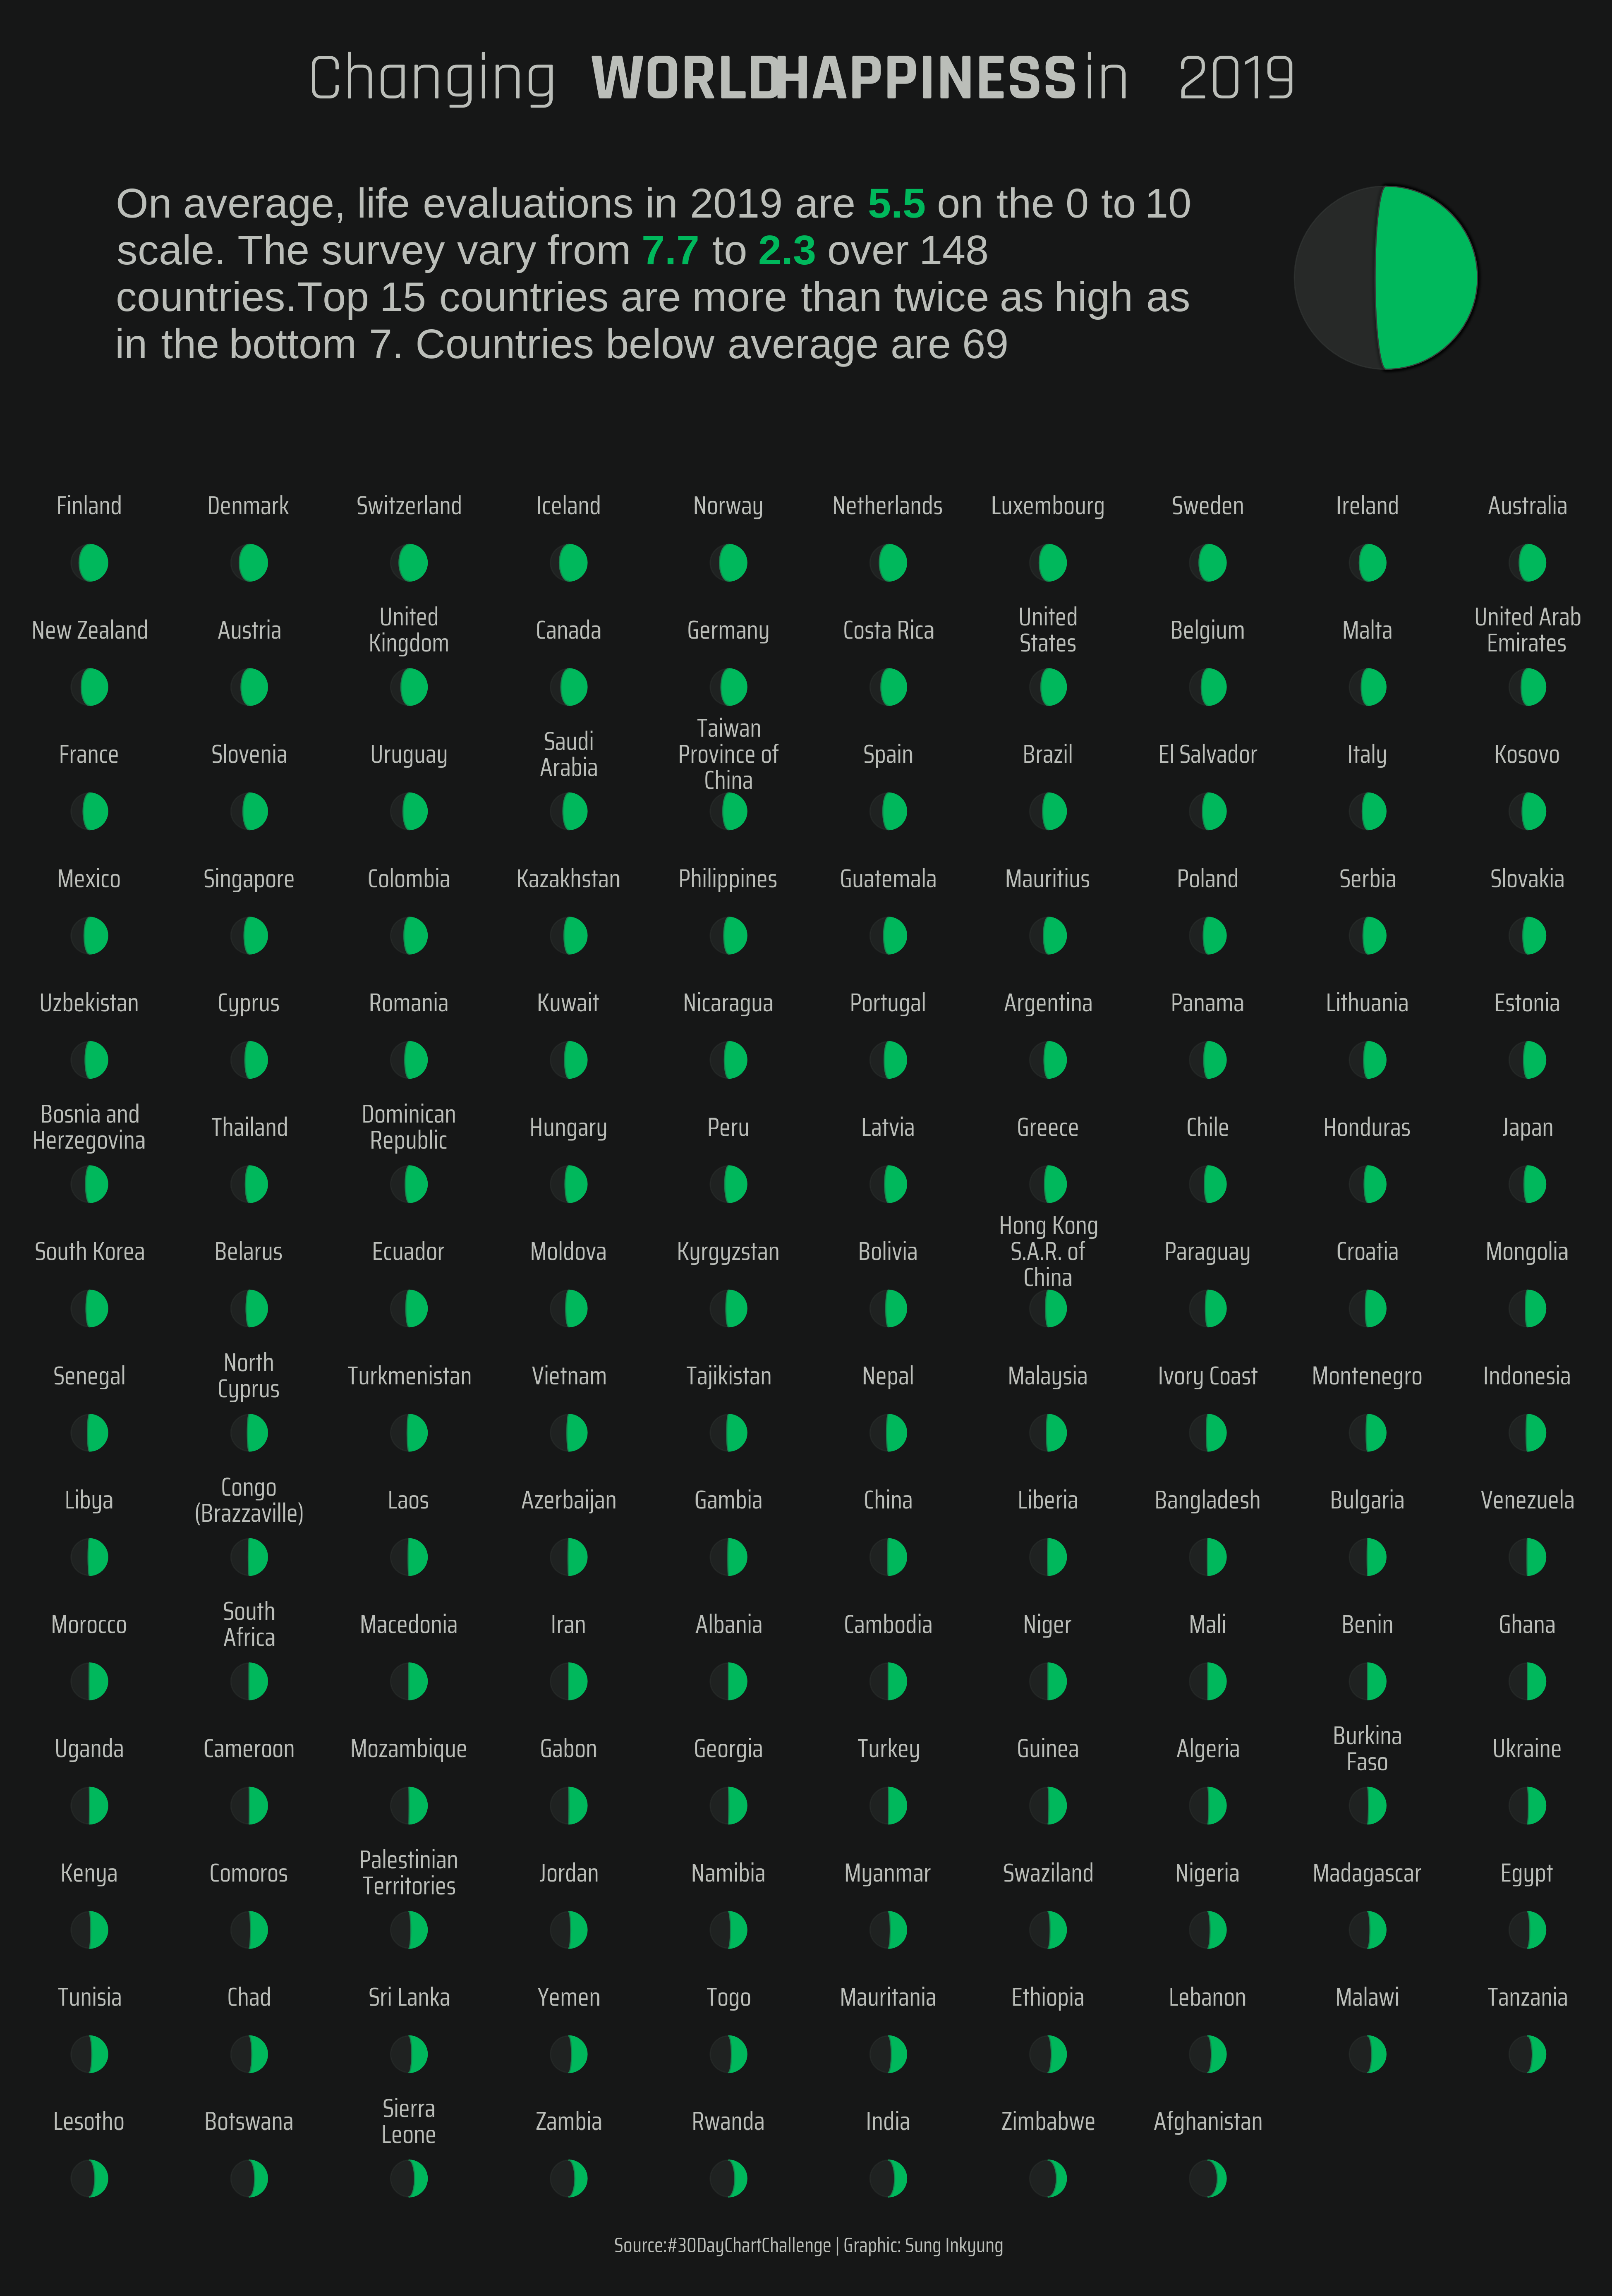 Changing WORLDHAPPINESS in 2019
On average, life evaluations in 2019 are 5.5 on the 0 to 10
scale. The survey vary from 7.7 to 2.3 over 148
countries.Top 15 countries are more than twice as high as
in the bottom 7. Countries below average are 69
Finland
Denmark
Switzerland
Iceland
Norway
Netherlands
Luxembourg
Sweden
Ireland
Australia
New Zealand
Austria
United
Kingdom
Canada
Germany
Costa Rica
United
States
Belgium
Malta
United Arab
Emirates
France
Slovenia
Uruguay
Saudi
Arabia
Taiwan
Province of
China
Spain
Brazil
El Salvador
Italy
Kosovo
Mexico
Singapore
Colombia
Kazakhstan
Philippines
Guatemala
Mauritius
Poland
Serbia
Slovakia
Uzbekistan
Cyprus
Romania
Kuwait
Nicaragua
Portugal
Argentina
Panama
Lithuania
Estonia
Bosnia and
Herzegovina
Thailand
Dominican
Republic
Hungary
Peru
Latvia
Greece
Chile
Honduras
Japan
South Korea
Belarus
Ecuador
Moldova
Kyrgyzstan
Bolivia
Hong Kong
S.A.R. of
China
Paraguay
Croatia
Mongolia
Senegal
North
Cyprus
Turkmenistan
Vietnam
Tajikistan
Nepal
Malaysia
Ivory Coast
Montenegro
Indonesia
Libya
Congo
(Brazzaville)
Laos
Azerbaijan
Gambia
China
Liberia
Bangladesh
Bulgaria
Venezuela
Morocco
South
Africa
Macedonia
Iran
Albania
Cambodia
Niger
Mali
Benin
Ghana
Uganda
Cameroon
Mozambique
Gabon
Georgia
Turkey
Guinea
Algeria
Burkina
Faso
Ukraine
Kenya
Comoros
Palestinian
Territories
Jordan
Namibia
Myanmar
Swaziland
Nigeria
Madagascar
Egypt
Tunisia
Chad
Sri Lanka
Yemen
Togo
Mauritania
Ethiopia
Lebanon
Malawi
Tanzania
Lesotho
Botswana
Sierra
Leone
Zambia
Rwanda
India
Zimbabwe
Afghanistan
Source:#30DayChartChallenge | Graphic: Sung Inkyung